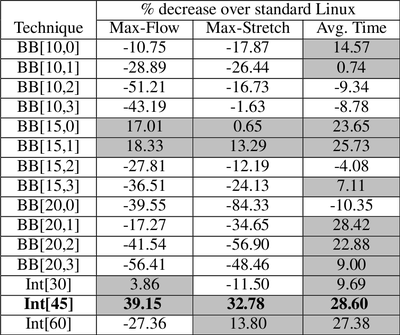 % decrease over standard Linux
Technique Max-Flow Max-Stretch Avg. Time
BB[10,0] -10.75 -17.87 14.57
BB[10,1] -28.89 -26.44 0.74
BB[10,2] -51.21 -16.73 -9.34
BB[10,3] -43.19 -1.63 -8.78
BB[15,0] 17.01 0.65 23.65
BB[15,1] 18.33 13.29 25.73
BB[15,2] -27.81 -12.19 -4.08
BB[15,3] -36.51 -24.13 7.11
BB[20,0] -39.55 -84.33 -10.35
BB[20,1] -17.27 -34.65 28.42
BB[20,2] -41.54 -56.90 22.88
BB[20,3] -56.41 -48.46 9.00
Int[30] 3.86 -11.50 9.69
Int[45] 39.15 32.78 28.60
Int[60] -27.36 13.80 27.38